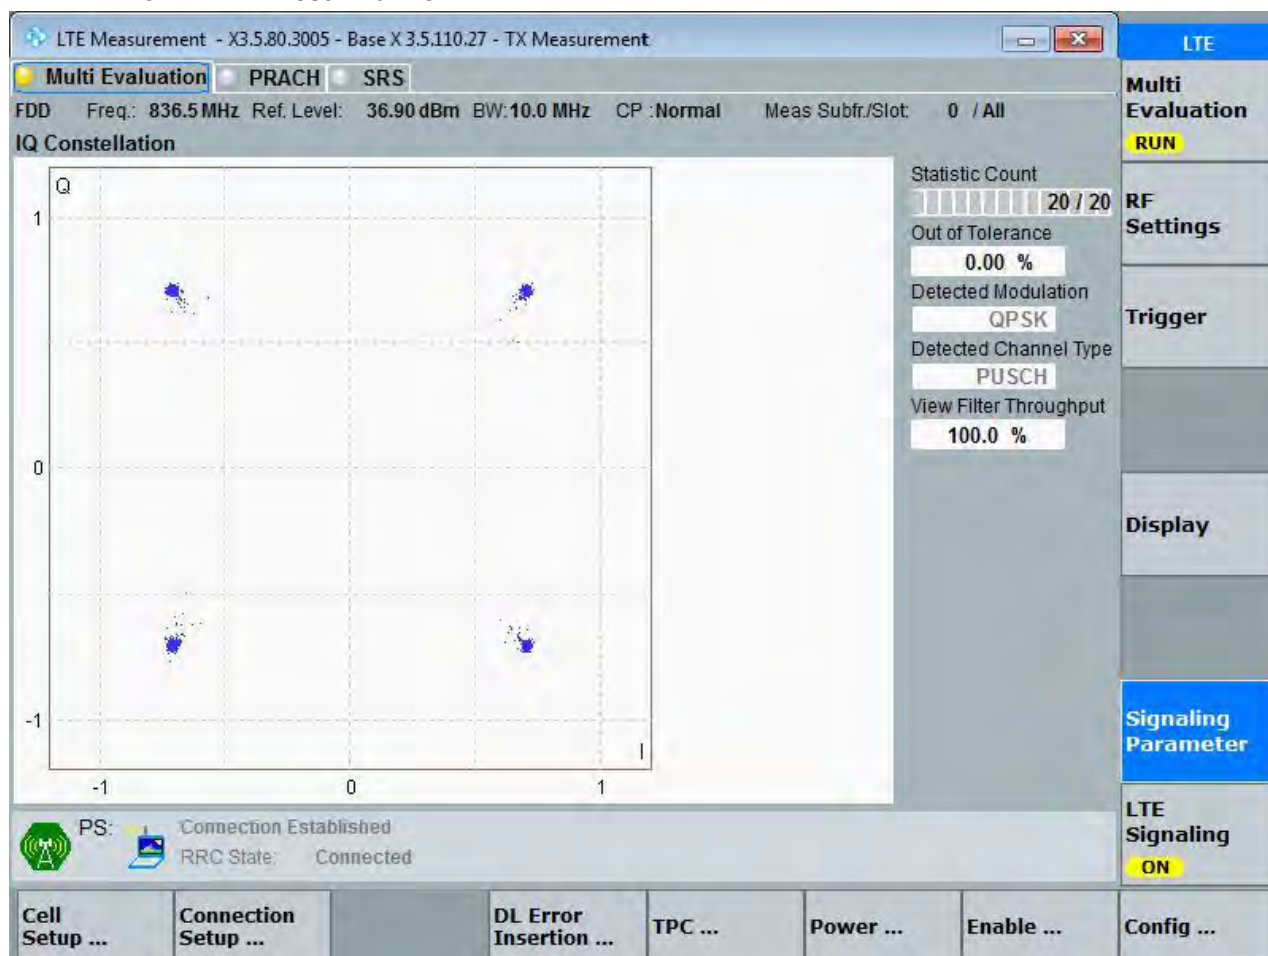 LTE Measurement - X3.5.80.3005 - Base X 3.5.110.27 - TX Measurement
LTE
Multi Evaluation PRACH SRS
FDD Freq.: 836.5 MHz Ref. Level: 36.90 dBm BW: 10.0 MHz CP : Normal Meas Subfr./Slot: 0 / All
IQ Constellation
Q
1
0
-1
I
-1 0 1
Statistic Count
20 / 20
Out of Tolerance
0.00 %
Detected Modulation
QPSK
Detected Channel Type
PUSCH
View Filter Throughput
100.0 %
Multi
Evaluation
RUN
RF
Settings
Trigger
Display
Signaling
Parameter
LTE
Signaling
ON
PS: Connection Established
RRC State: Connected
Cell
Setup ...
Connection
Setup ...
DL Error
Insertion ...
TPC ...
Power ...
Enable ...
Config ...